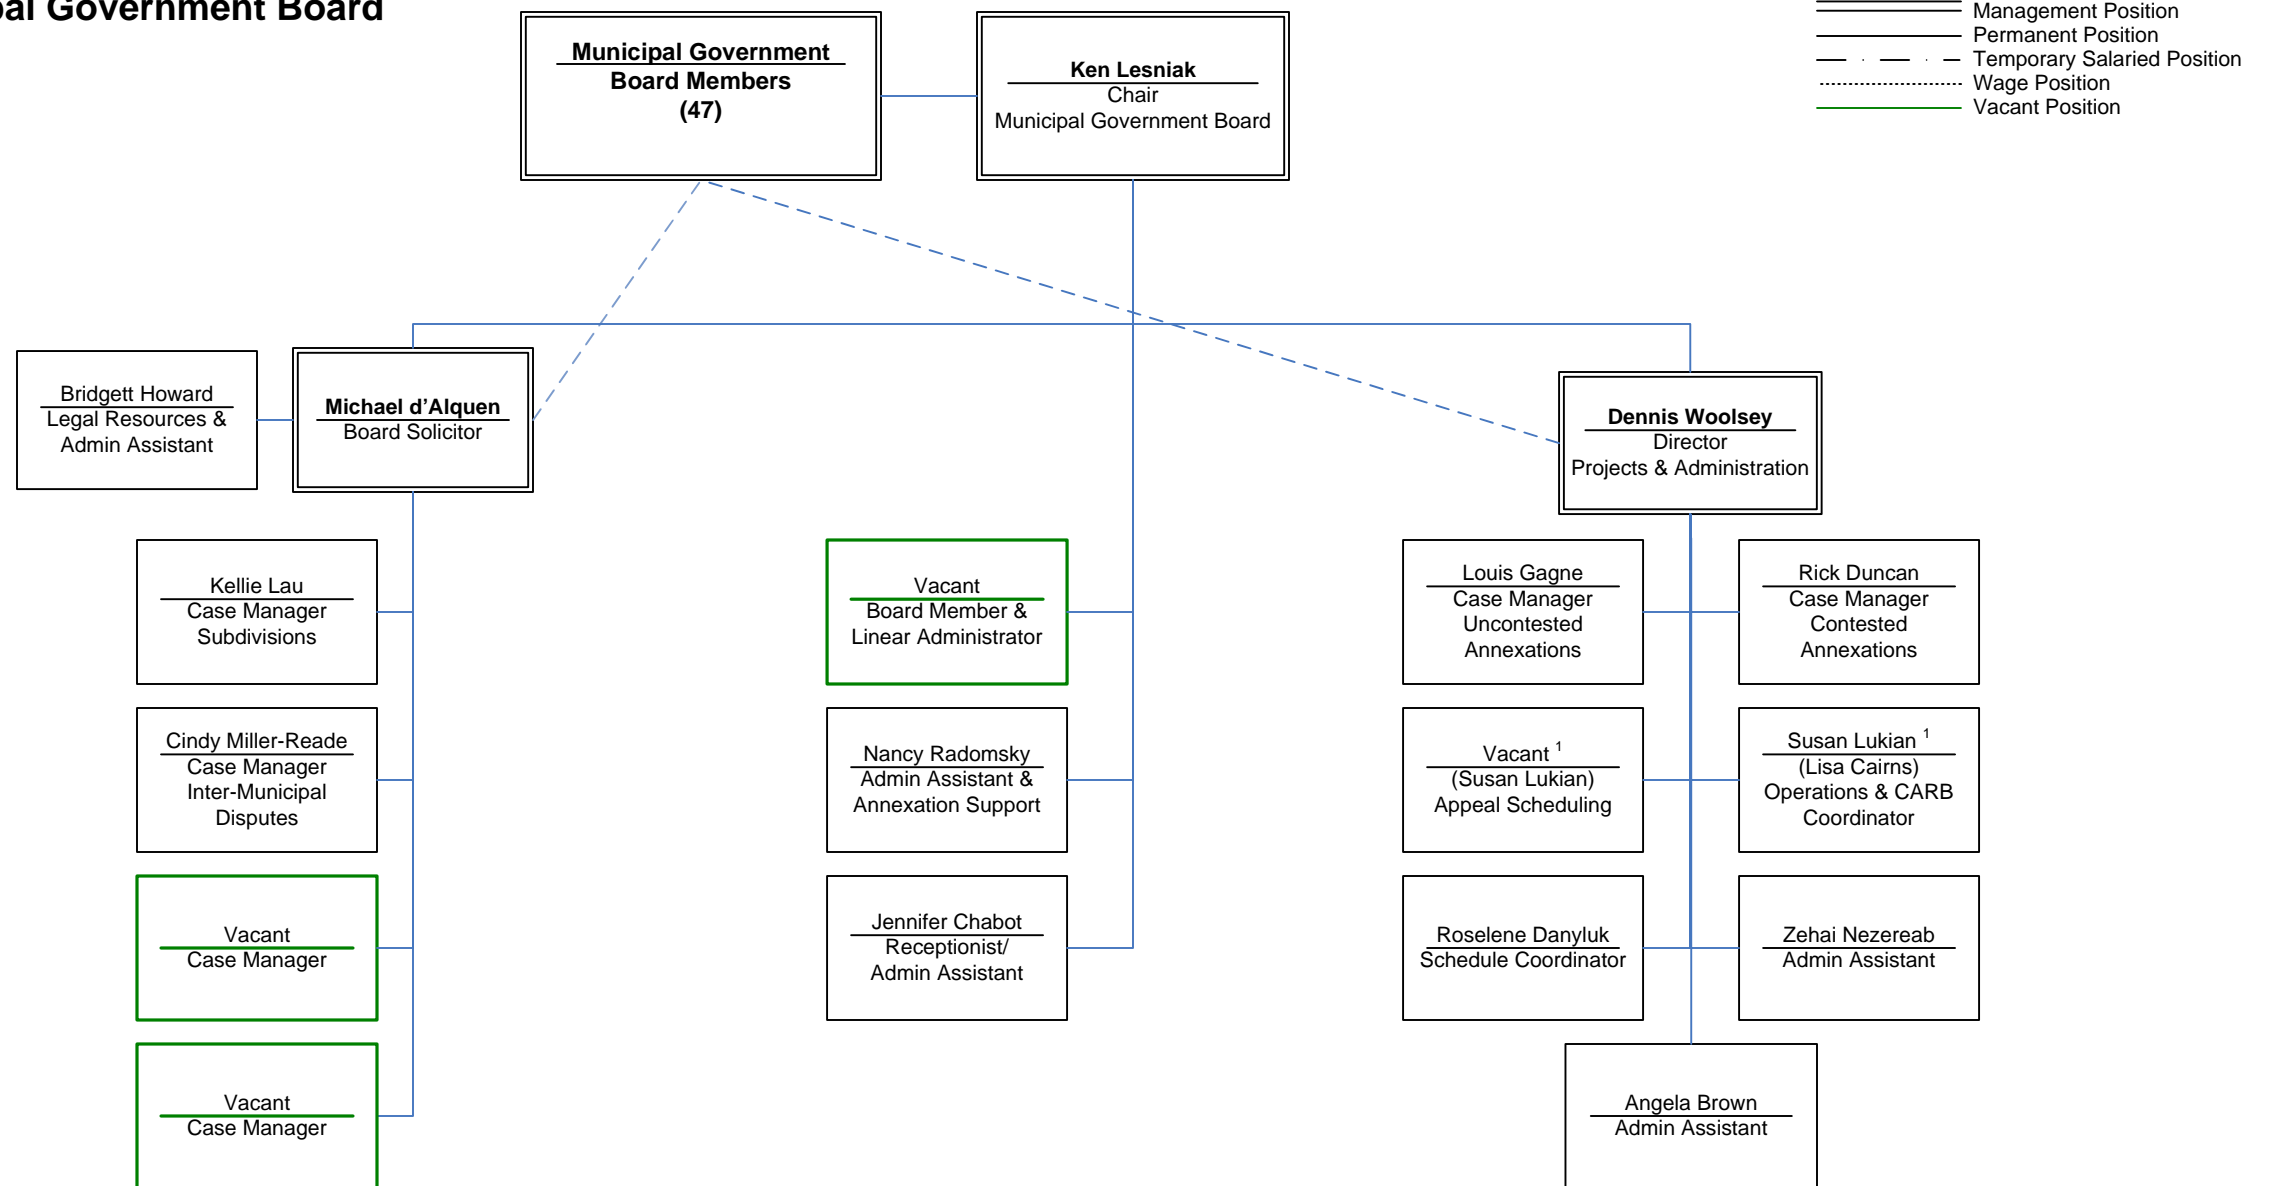 pal Government Board
Management Position
Permanent Position
Temporary Salaried Position
Wage Position
Vacant Position
Municipal Government
Board Members
(47)
Ken Lesniak
Chair
Municipal Government Board
Bridgett Howard
Legal Resources &
Admin Assistant
Michael d’Alquen
Board Solicitor
Dennis Woolsey
Director
Projects & Administration
Kellie Lau
Case Manager
Subdivisions
Vacant
Board Member &
Linear Administrator
Louis Gagne
Case Manager
Uncontested
Annexations
Rick Duncan
Case Manager
Contested
Annexations
Cindy Miller-Reade
Case Manager
Inter-Municipal
Disputes
Nancy Radomsky
Admin Assistant &
Annexation Support
Vacant ¹
(Susan Lukian)
Appeal Scheduling
Susan Lukian ¹
(Lisa Cairns)
Operations & CARB
Coordinator
Vacant
Case Manager
Jennifer Chabot
Receptionist/
Admin Assistant
Roselene Danyluk
Schedule Coordinator
Zehai Nezereab
Admin Assistant
Vacant
Case Manager
Angela Brown
Admin Assistant